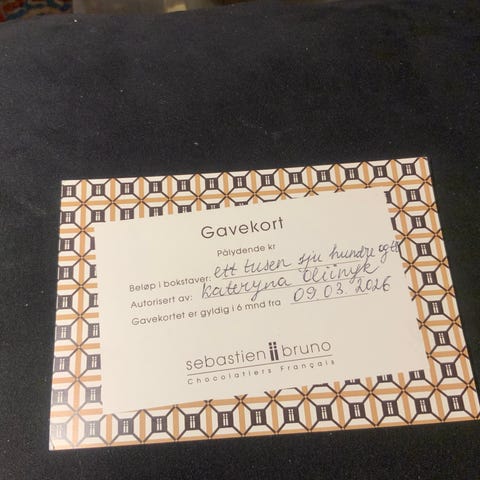 Gavekort
Pålydende kr
Beløp i bokstaver: ett tusen sju hundre og
Autorisert av: Kateryna Oliinyk
Gavekortet er gyldig i 6 mnd fra 09.03.2026
sebastien bruno
Chocolatiers Français